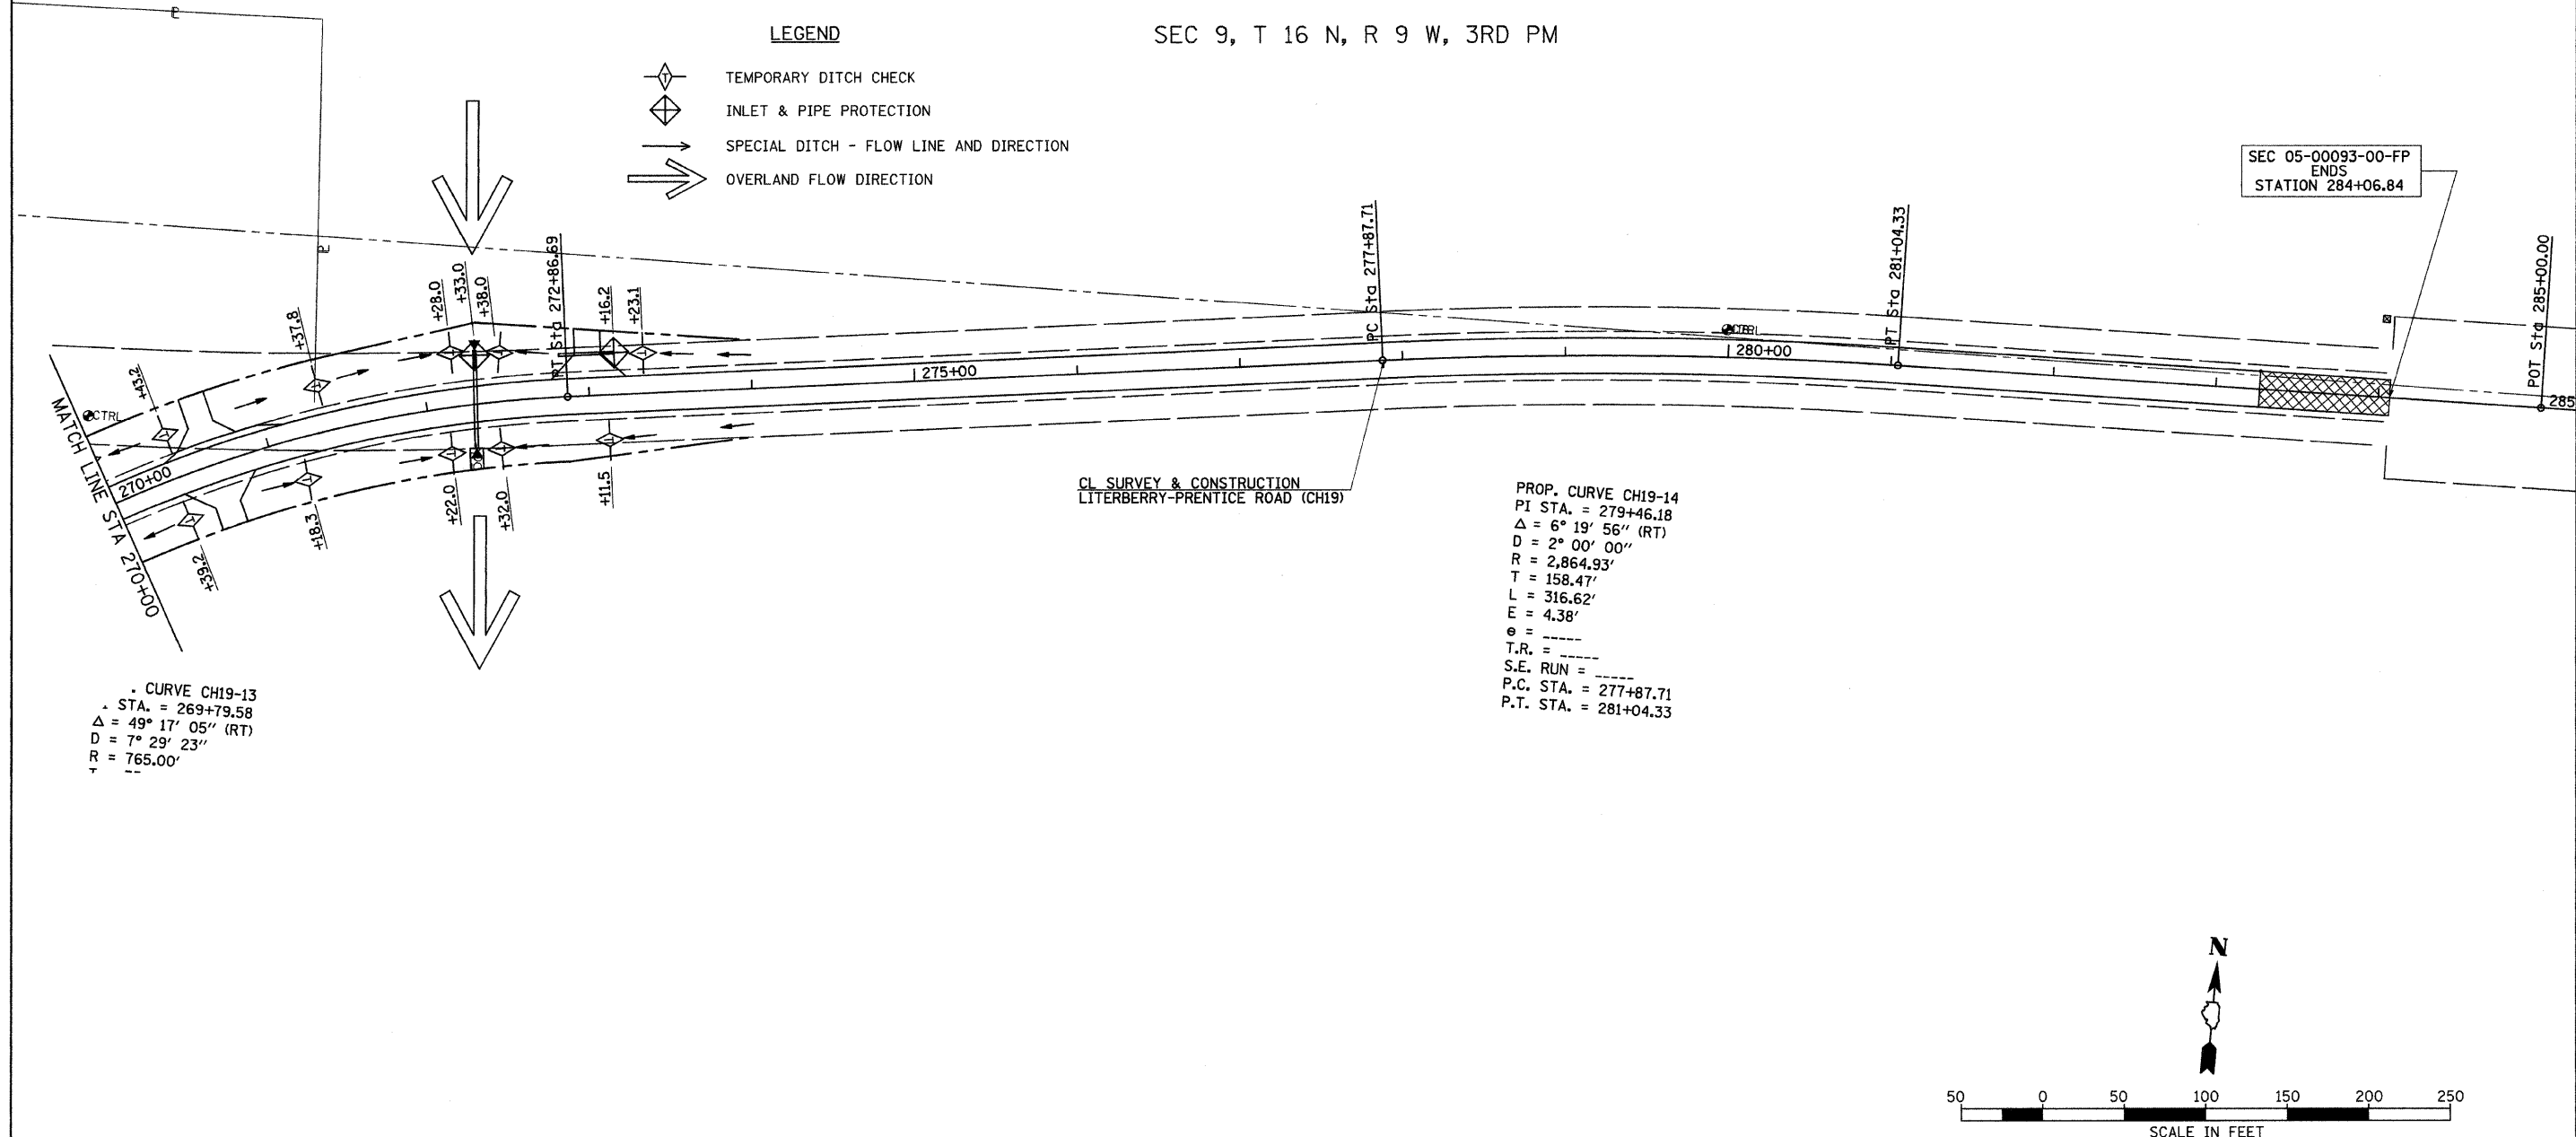 LEGEND
SEC 9, T 16 N, R 9 W, 3RD PM
T TEMPORARY DITCH CHECK
INLET & PIPE PROTECTION
SPECIAL DITCH - FLOW LINE AND DIRECTION
OVERLAND FLOW DIRECTION
SEC 05-00093-00-FP
ENDS
STATION 284+06.84
+43.2
+37.8
+28.0
+33.0
+38.0
PT Sta 272+86.69
+16.2
+23.1
PC Sta 277+87.71
PT Sta 281+04.33
POT Sta 285+00.00
CTRL
MATCH LINE STA 270+00
270+00
275+00
280+00
285
+39.2
+18.3
+22.0
+32.0
+11.5
CL SURVEY & CONSTRUCTION
LITERBERRY-PRENTICE ROAD (CH19)
PROP. CURVE CH19-14
PI STA. = 279+46.18
Δ = 6° 19' 56" (RT)
D = 2° 00' 00"
R = 2,864.93'
T = 158.47'
L = 316.62'
E = 4.38'
e = _____
T.R. = _____
S.E. RUN = _____
P.C. STA. = 277+87.71
P.T. STA. = 281+04.33
. CURVE CH19-13
STA. = 269+79.58
Δ = 49° 17' 05" (RT)
D = 7° 29' 23"
R = 765.00'
N
50 0 50 100 150 200 250
SCALE IN FEET